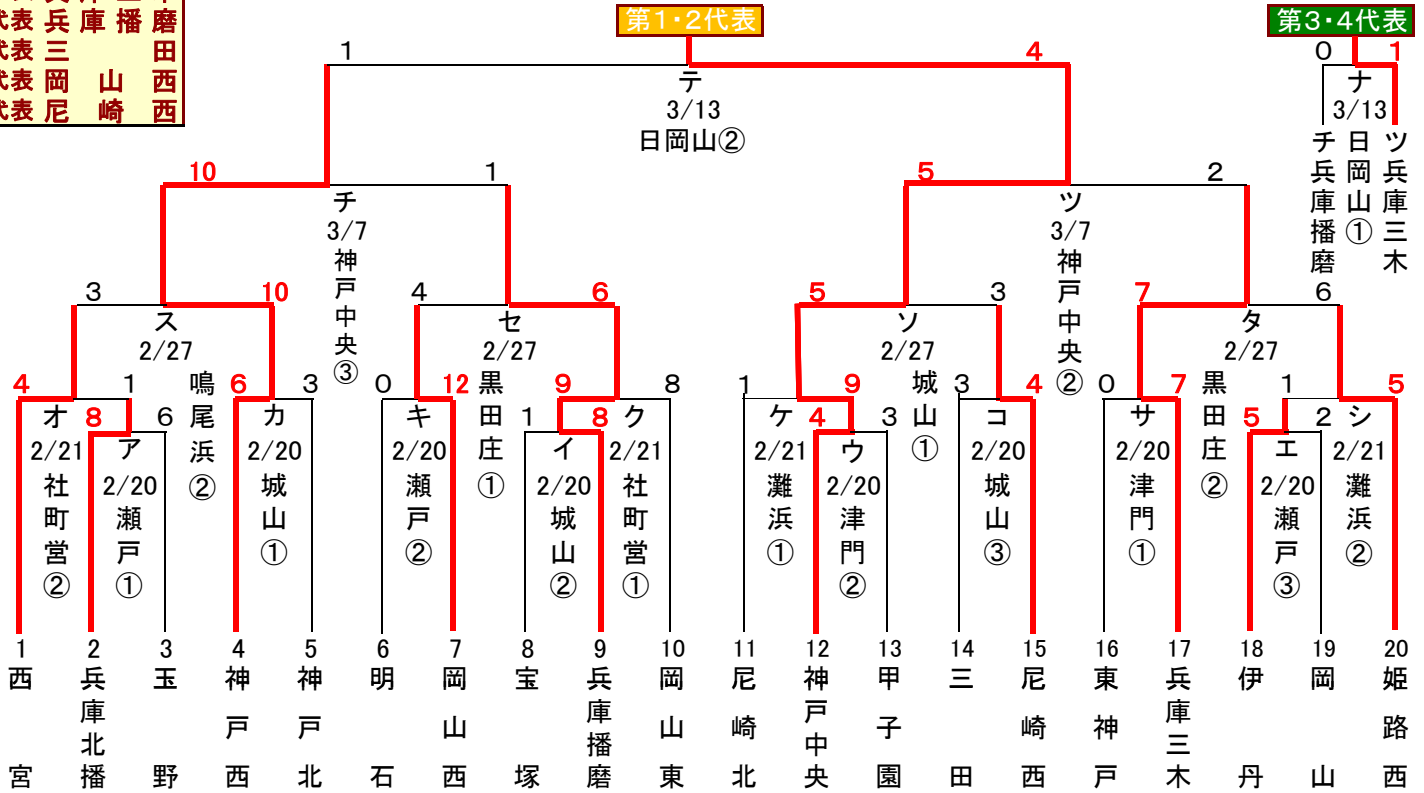 代表 兵庫播磨
代表 三田
代表 岡山西
代表 尼崎西
第1・2代表
第3・4代表
1
4
0
1
テ
3/13
日岡山②
ナ
3/13
日岡山①
チ兵庫播磨
ツ兵庫三木
10
1
5
2
チ
3/7
神戸中央③
ツ
3/7
神戸中央②
3
10
4
6
5
3
7
6
ス
2/27
鳴尾浜②
セ
2/27
黒田庄①
ソ
2/27
城山①
タ
2/27
黒田庄②
4
1
6
3
0
12
9
8
1
9
3
4
0
7
1
5
オ
2/21
社町営②
カ
2/20
城山①
キ
2/20
瀬戸②
ク
2/21
社町営①
ケ
2/21
灘浜①
コ
2/20
城山③
サ
2/20
津門①
シ
2/21
灘浜②
8
6
1
8
4
3
5
2
ア
2/20
瀬戸①
イ
2/20
城山②
ウ
2/20
津門②
エ
2/20
瀬戸③
1
西宮
2
兵庫北播
3
玉野
4
神戸西
5
神戸北
6
明石
7
岡山西
8
宝塚
9
兵庫播磨
10
岡山東
11
尼崎北
12
神戸中央
13
甲子園
14
三田
15
尼崎西
16
東神戸
17
兵庫三木
18
伊丹
19
岡山
20
姫路西